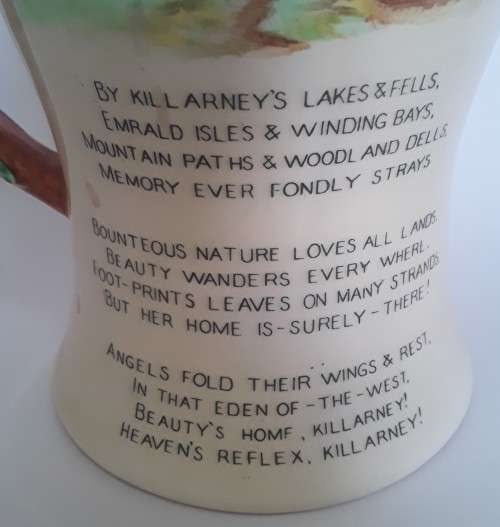 BY KILLARNEY'S LAKES & FELLS,
EMRALD ISLES & WINDING BAYS,
MOUNTAIN PATHS & WOODLAND DELLS,
MEMORY EVER FONDLY STRAYS
BOUNTEOUS NATURE LOVES ALL LANDS.
BEAUTY WANDERS EVERY WHERE.
FOOT-PRINTS LEAVES ON MANY STRANDS
BUT HER HOME IS-SURELY-THERE!
ANGELS FOLD THEIR WINGS & REST,
IN THAT EDEN OF-THE-WEST,
BEAUTY'S HOME, KILLARNEY!
HEAVEN'S REFLEX, KILLARNEY!